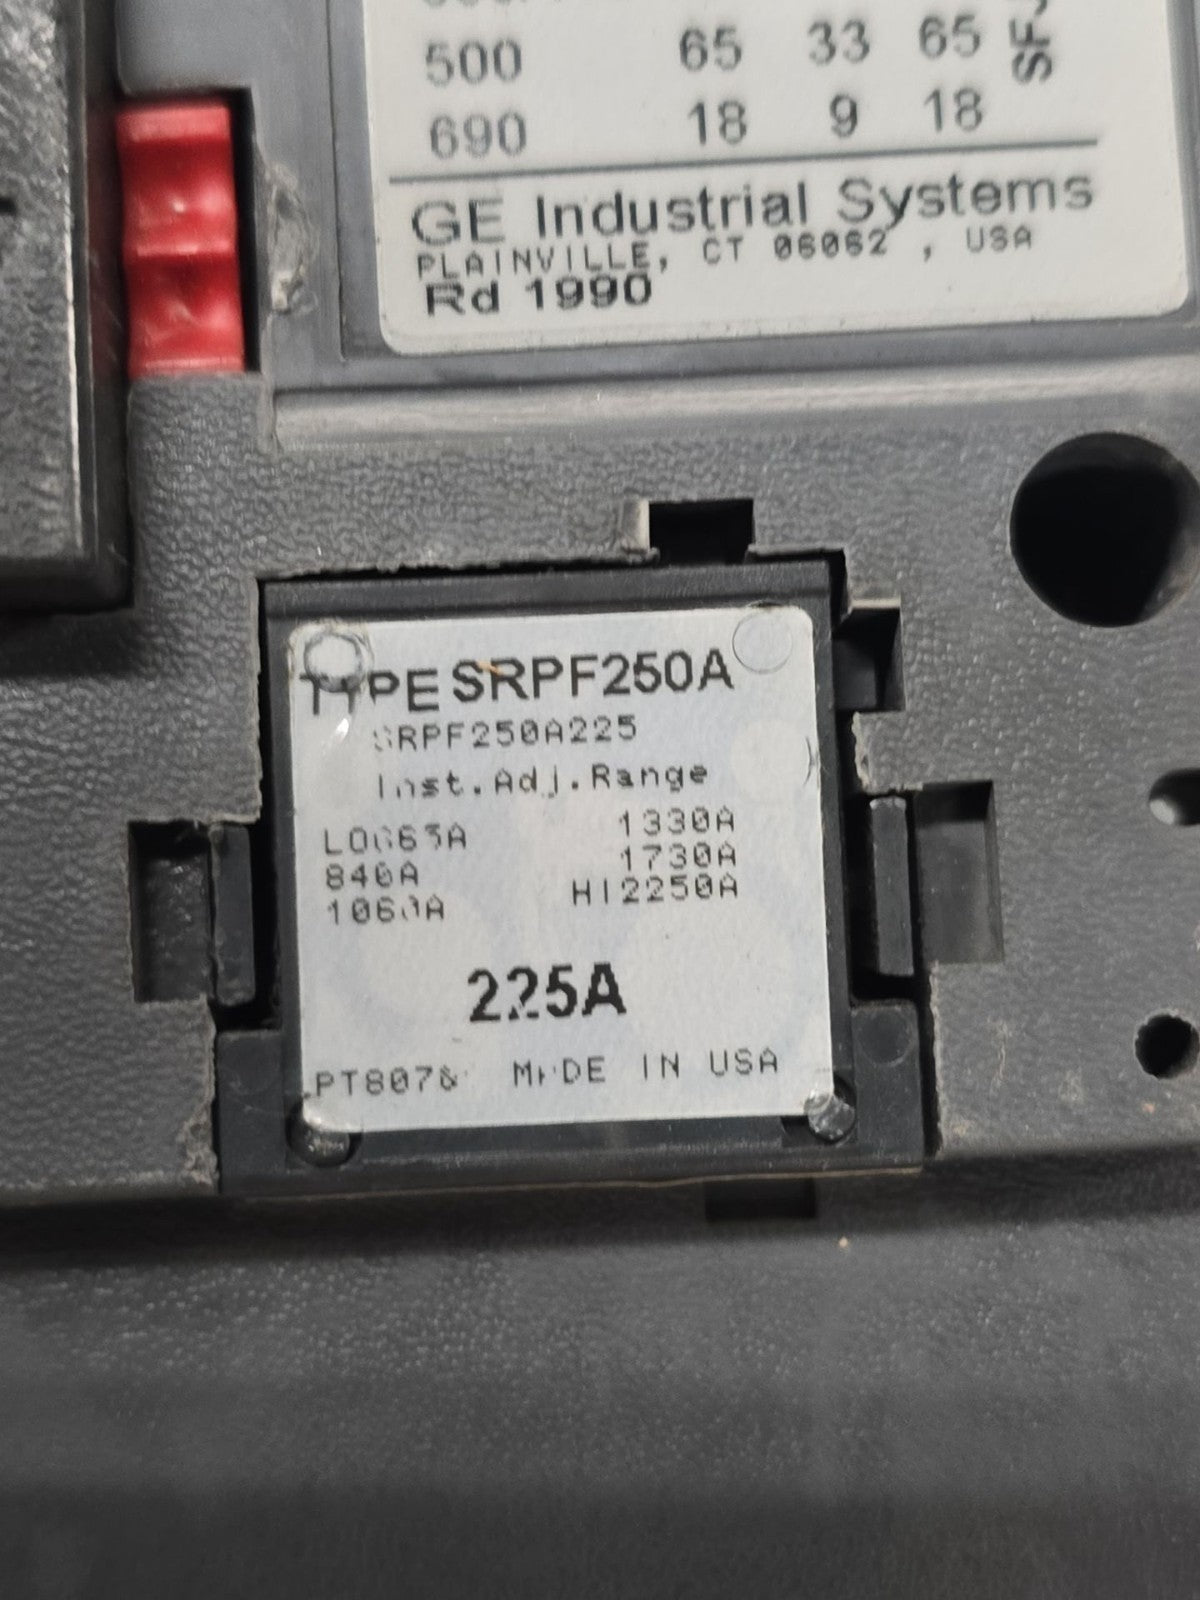 500 65 33 65
690 18 9 18
GE Industrial Systems
PLAINVILLE, CT 06062 , USA
Rd 1990
TYPE SRPF250A
SRPF250A225
Inst.Adj.Range
1330A
840A 1730A
1060A HI2250A
225A
MADE IN USA